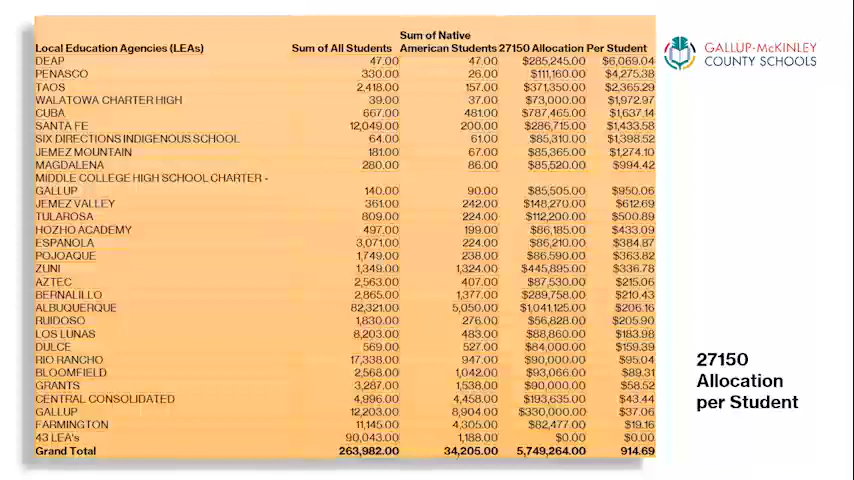 Sum of Native
Local Education Agencies (LEAs) Sum of All Students American Students 27150 Allocation Per Student
DEAP 47.00 47.00 $285,245.00 $6,069.04
PENASCO 330.00 26.00 $111,160.00 $4,275.38
TAOS 2,418.00 157.00 $371,350.00 $2,365.29
WALATOWA CHARTER HIGH 39.00 37.00 $73,000.00 $1,972.97
CUBA 667.00 481.00 $787,465.00 $1,637.14
SANTA FE 12,049.00 200.00 $286,715.00 $1,433.58
SIX DIRECTIONS INDIGENOUS SCHOOL 64.00 61.00 $85,310.00 $1,398.52
JEMEZ MOUNTAIN 181.00 67.00 $85,365.00 $1,274.10
MAGDALENA 280.00 86.00 $85,520.00 $994.42
MIDDLE COLLEGE HIGH SCHOOL CHARTER -
GALLUP 140.00 90.00 $85,505.00 $950.06
JEMEZ VALLEY 361.00 242.00 $148,270.00 $612.69
TULAROSA 809.00 224.00 $112,200.00 $500.89
HOZHO ACADEMY 497.00 199.00 $86,185.00 $433.09
ESPANOLA 3,071.00 224.00 $86,210.00 $384.87
POJOAQUE 1,749.00 238.00 $86,590.00 $363.82
ZUNI 1,349.00 1,324.00 $445,895.00 $336.78
AZTEC 2,563.00 407.00 $87,530.00 $215.06
BERNALILLO 2,865.00 1,377.00 $289,758.00 $210.43
ALBUQUERQUE 82,321.00 5,050.00 $1,041,125.00 $206.16
RUIDOSO 1,830.00 276.00 $56,828.00 $205.90
LOS LUNAS 8,203.00 483.00 $88,860.00 $183.98
DULCE 569.00 527.00 $84,000.00 $159.39
RIO RANCHO 17,338.00 947.00 $90,000.00 $95.04
BLOOMFIELD 2,568.00 1,042.00 $93,066.00 $89.31
GRANTS 3,287.00 1,538.00 $90,000.00 $58.52
CENTRAL CONSOLIDATED 4,996.00 4,458.00 $193,635.00 $43.44
GALLUP 12,203.00 8,904.00 $330,000.00 $37.06
FARMINGTON 11,145.00 4,305.00 $82,477.00 $19.16
43 LEA's 90,043.00 1,188.00 $0.00 $0.00
Grand Total 263,982.00 34,205.00 5,749,264.00 914.69
GALLUP-McKINLEY
COUNTY SCHOOLS
27150
Allocation
per Student